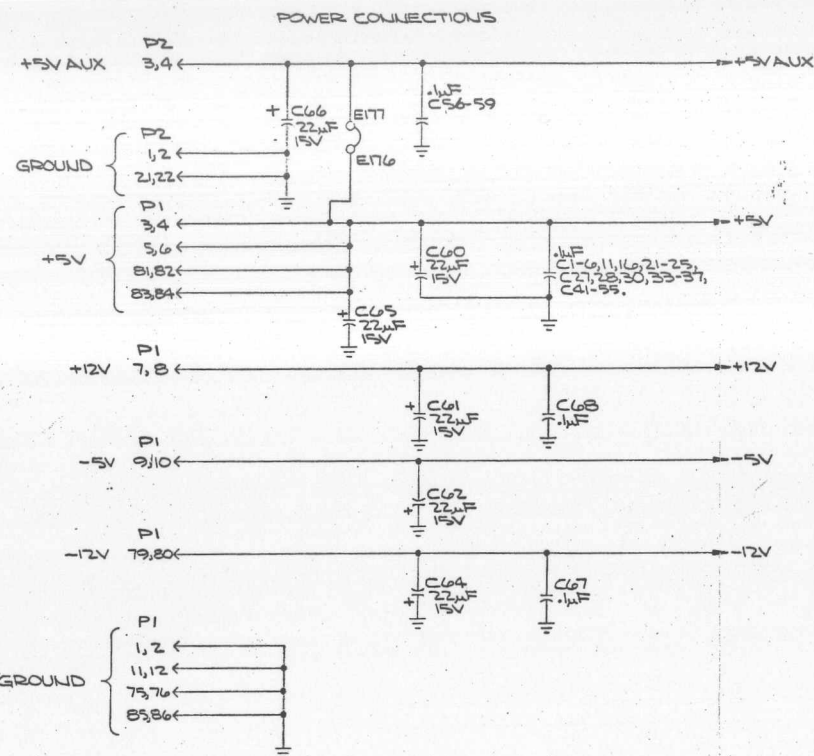 POWER CONNECTIONS
P2
+5V AUX 3,4 +5V AUX
+ C66
22µF
15V
E177
E176
.1µF
C56-59
P2
GROUND
1,2
21,22
P1
+5V
3,4 +5V
5,6
81,82
83,84
+ C60
22µF
15V
.1µF
C1-6,11,16,21-25,
C27,28,30,33-37,
C41-55.
+ C65
22µF
15V
P1
+12V 7,8 +12V
+ C61
22µF
15V
C68
.1µF
P1
-5V 9,10 -5V
C62
+ 22µF
15V
P1
-12V 79,80 -12V
C64
+ 22µF
15V
C67
.1µF
P1
GROUND
1,2
11,12
75,76
85,86